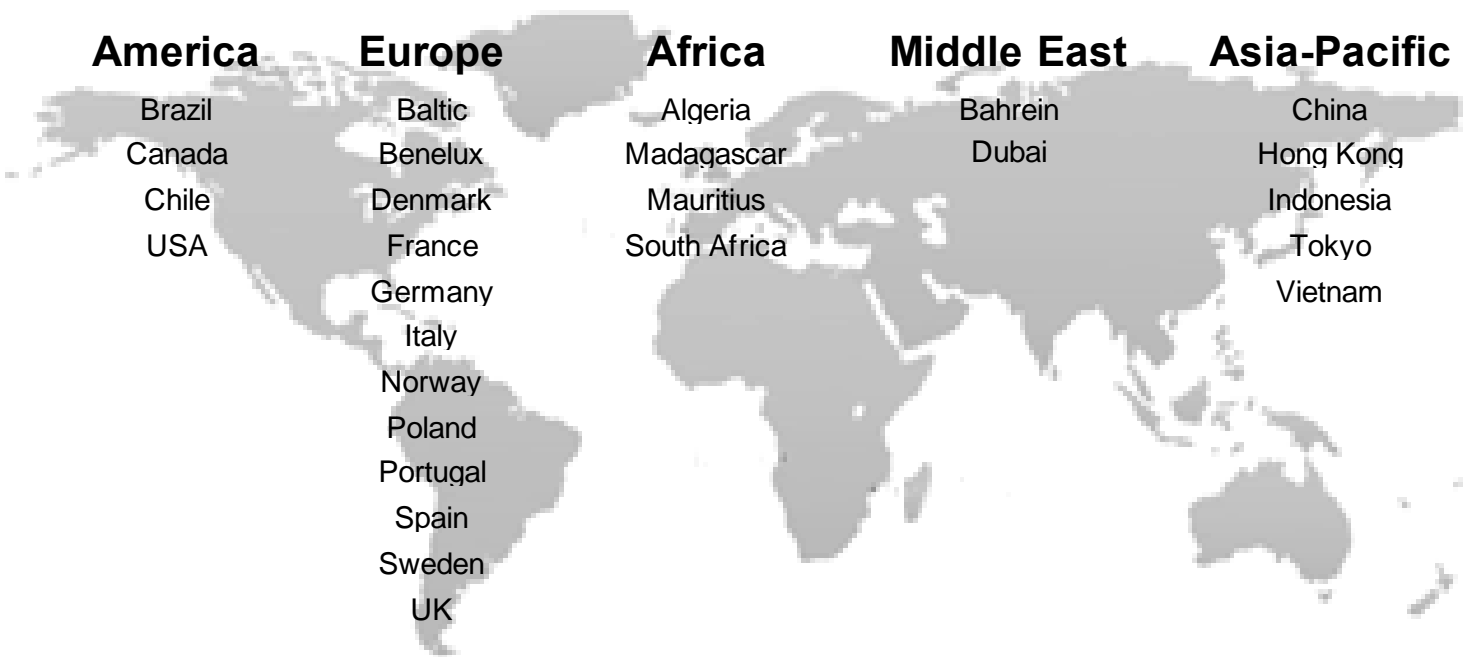 America
Brazil
Canada
Chile
USA
Europe
Baltic
Benelux
Denmark
France
Germany
Italy
Norway
Poland
Portugal
Spain
Sweden
UK
Africa
Algeria
Madagascar
Mauritius
South Africa
Middle East
Bahrein
Dubai
Asia-Pacific
China
Hong Kong
Indonesia
Tokyo
Vietnam